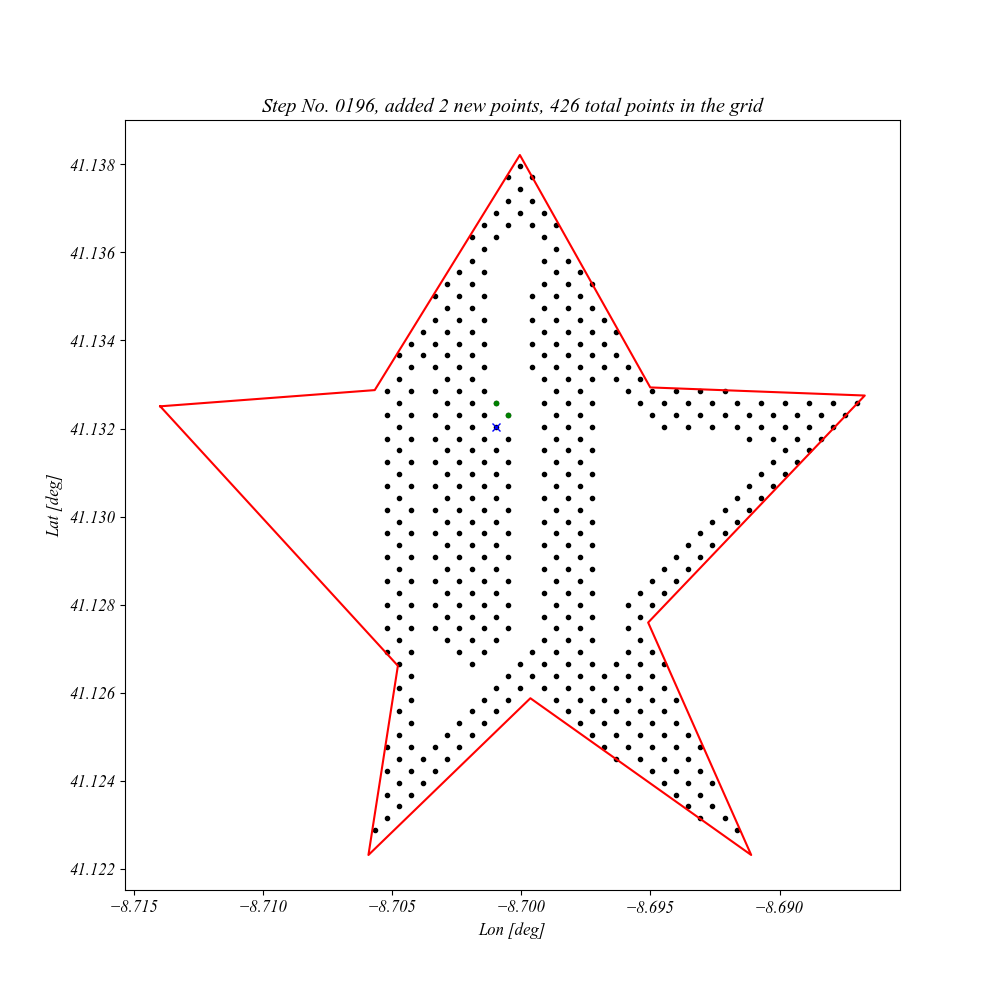 Step No. 0196, added 2 new points, 426 total points in the grid
41.138
41.136
41.134
41.132
41.130
41.128
41.126
41.124
41.122
Lat [deg]
−8.715 −8.710 −8.705 −8.700 −8.695 −8.690
Lon [deg]